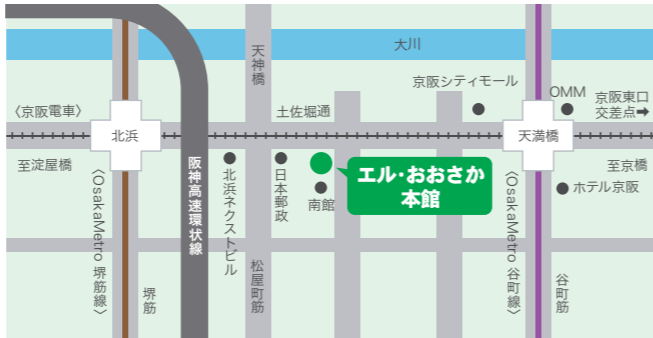 大川
天神橋
京阪シティモール
OMM
京阪東口
交差点➡
〈京阪電車〉
土佐堀通
北浜
天満橋
至淀屋橋
至京橋
エル・おおさか
本館
南館
日本郵政
北浜ネクストビル
阪神高速環状線
ホテル京阪
〈OsakaMetro 堺筋線〉
堺筋
松屋町筋
〈OsakaMetro 谷町線〉
谷町筋